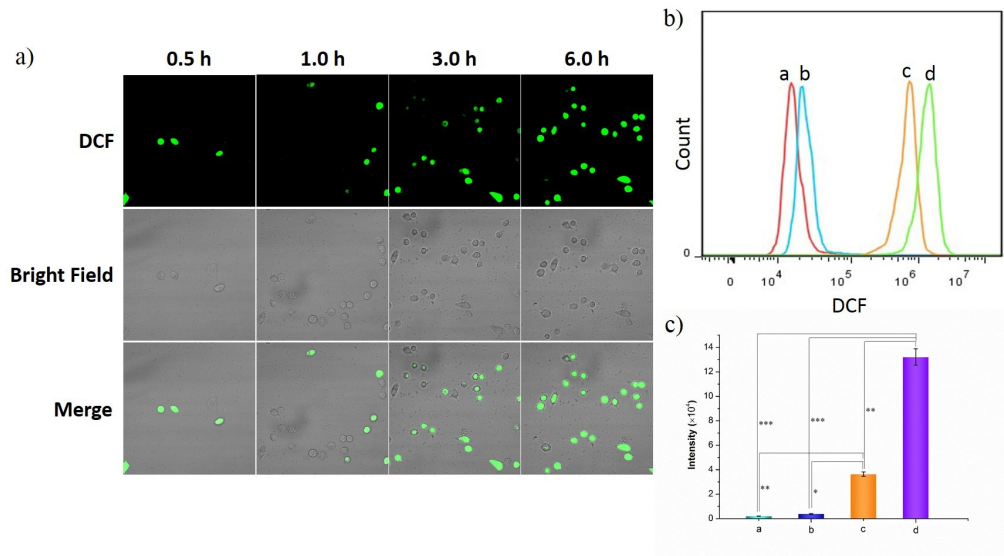 a)
0.5 h 1.0 h 3.0 h 6.0 h
DCF
Bright Field
Merge
b)
a b c d
Count
0
0 10^4 10^5 10^6 10^7
DCF
c)
Intensity (×10^4)
14
12
10
8
6
4
2
0
***
***
**
**
*
a b c d